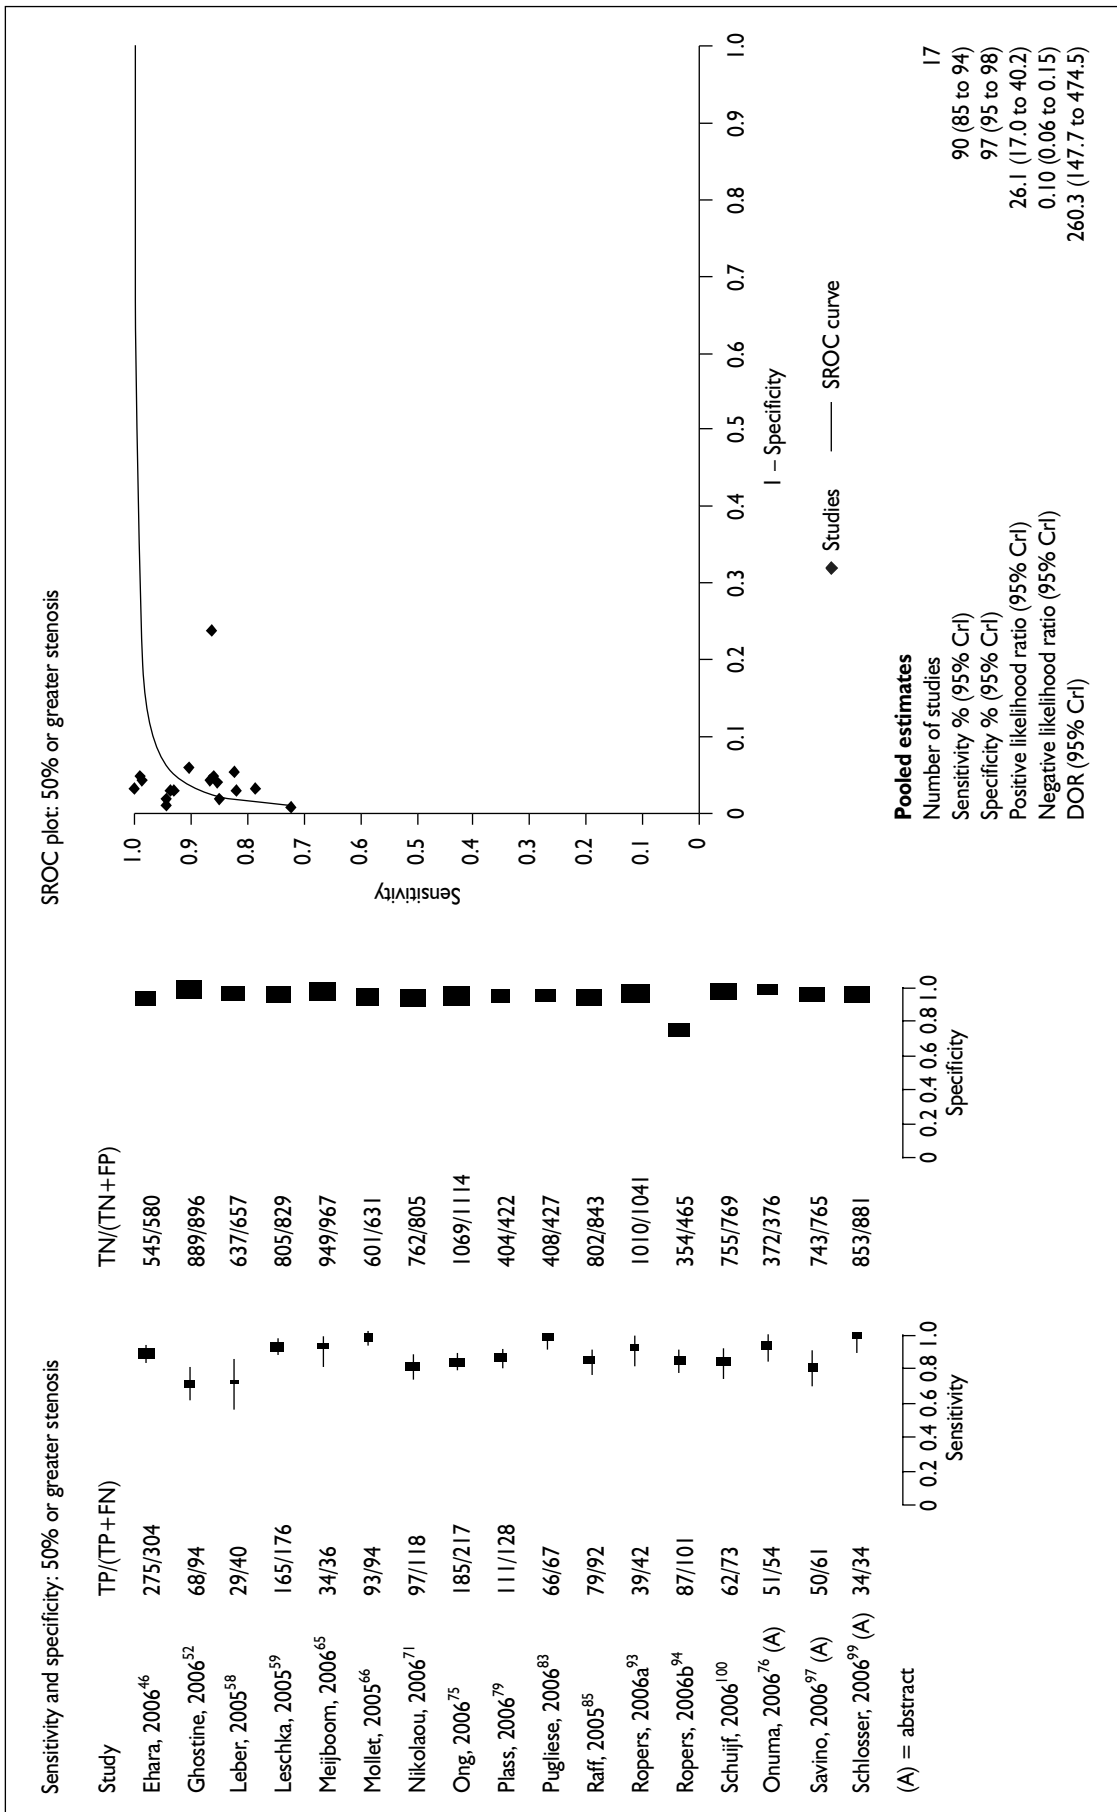 Sensitivity and specificity: 50% or greater stenosis
Study TP/(TP+FN) TN/(TN+FP)
Ehara, 2006⁴⁶ 275/304 545/580
Ghostine, 2006⁵² 68/94 889/896
Leber, 2005⁵⁸ 29/40 637/657
Leschka, 2005⁵⁹ 165/176 805/829
Meijboom, 2006⁶⁵ 34/36 949/967
Mollet, 2005⁶⁶ 93/94 601/631
Nikolaou, 2006⁷¹ 97/118 762/805
Ong, 2006⁷⁵ 185/217 1069/1114
Plass, 2006⁷⁹ 111/128 404/422
Pugliese, 2006⁸³ 66/67 408/427
Raff, 2005⁸⁵ 79/92 802/843
Ropers, 2006a⁹³ 39/42 1010/1041
Ropers, 2006b⁹⁴ 87/101 354/465
Schuijf, 2006¹⁰⁰ 62/73 755/769
Onuma, 2006⁷⁶ (A) 51/54 372/376
Savino, 2006⁹⁷ (A) 50/61 743/765
Schlosser, 2006⁹⁹ (A) 34/34 853/881
(A) = abstract
0 0.2 0.4 0.6 0.8 1.0
Sensitivity
0 0.2 0.4 0.6 0.8 1.0
Specificity
SROC plot: 50% or greater stenosis
1.0
0.9
0.8
0.7
0.6
0.5
0.4
0.3
0.2
0.1
0
Sensitivity
0 0.1 0.2 0.3 0.4 0.5 0.6 0.7 0.8 0.9 1.0
1 – Specificity
Studies SROC curve
Pooled estimates
Number of studies 17
Sensitivity % (95% CrI) 90 (85 to 94)
Specificity % (95% CrI) 97 (95 to 98)
Positive likelihood ratio (95% CrI) 26.1 (17.0 to 40.2)
Negative likelihood ratio (95% CrI) 0.10 (0.06 to 0.15)
DOR (95% CrI) 260.3 (147.7 to 474.5)